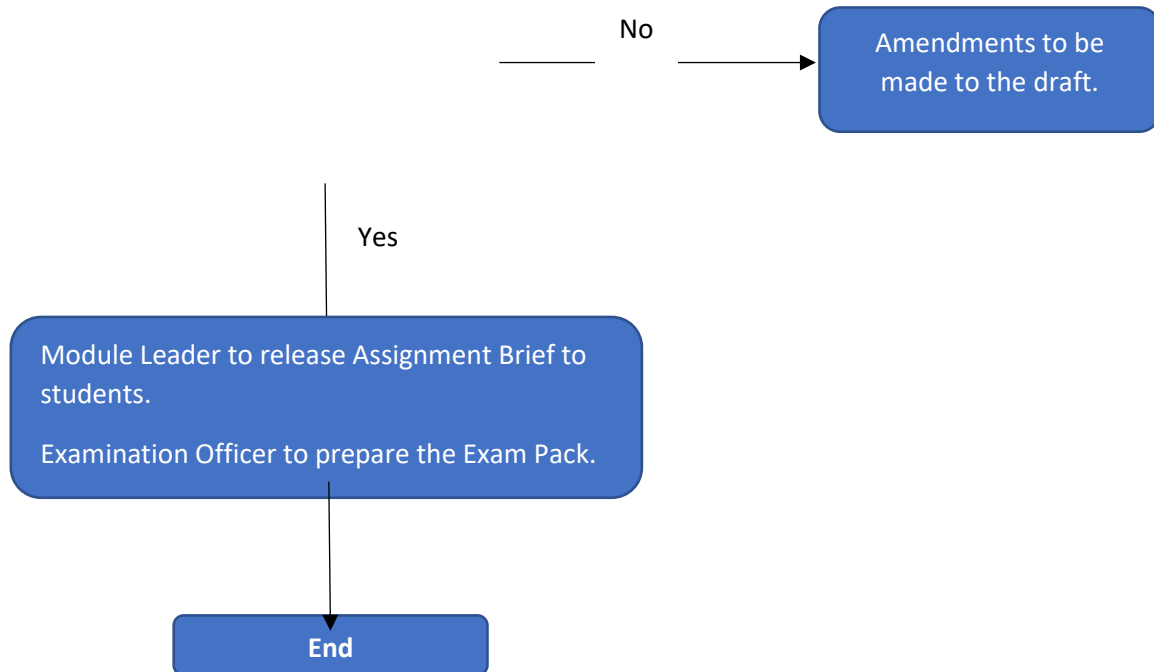 No
Amendments to be
made to the draft.
Yes
Module Leader to release Assignment Brief to
students.
Examination Officer to prepare the Exam Pack.
End